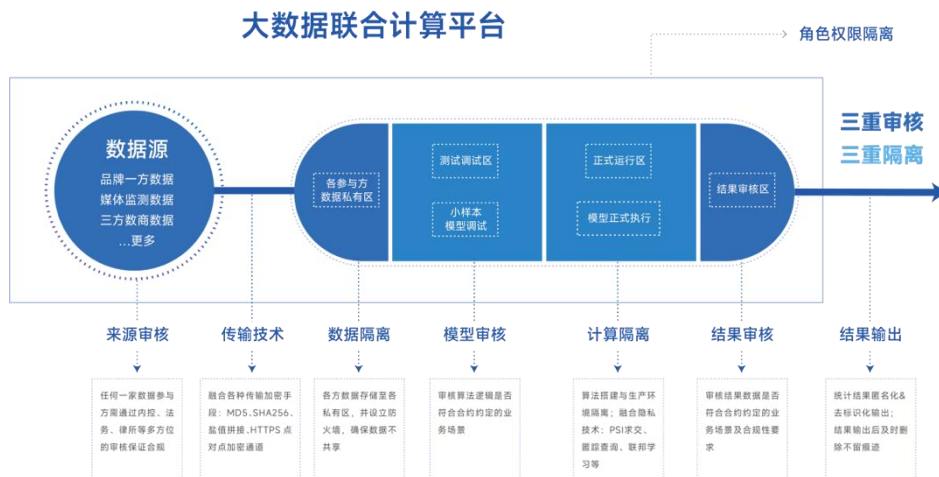 大数据联合计算平台
角色权限隔离
三重审核
三重隔离
数据源
品牌一方数据
媒体监测数据
三方数商数据
...更多
各参与方
数据私有区
测试调试区
小样本
模型调试
正式运行区
模型正式执行
结果审核区
来源审核
传输技术
数据隔离
模型审核
计算隔离
结果审核
结果输出
任何一家数据参与
方需通过内控、法
务、律所等多方位
的审核保证合规
融合各种传输加密手
段：MD5、SHA256、
盐值拼接、HTTPS 点
对点加密通道
各方数据存储至各
私有区，并设立防
火墙，确保数据不
共享
审核算法逻辑是否
符合合约约定的业
务场景
算法搭建与生产环
境隔离；融合隐私
技术：PSI求交、
匿踪查询、联邦学
习等
审核结果数据是否
符合合约约定的业
务场景及合规性要
求
统计结果匿名化&
去标识化输出；
结果输出后及时删
除不留痕迹